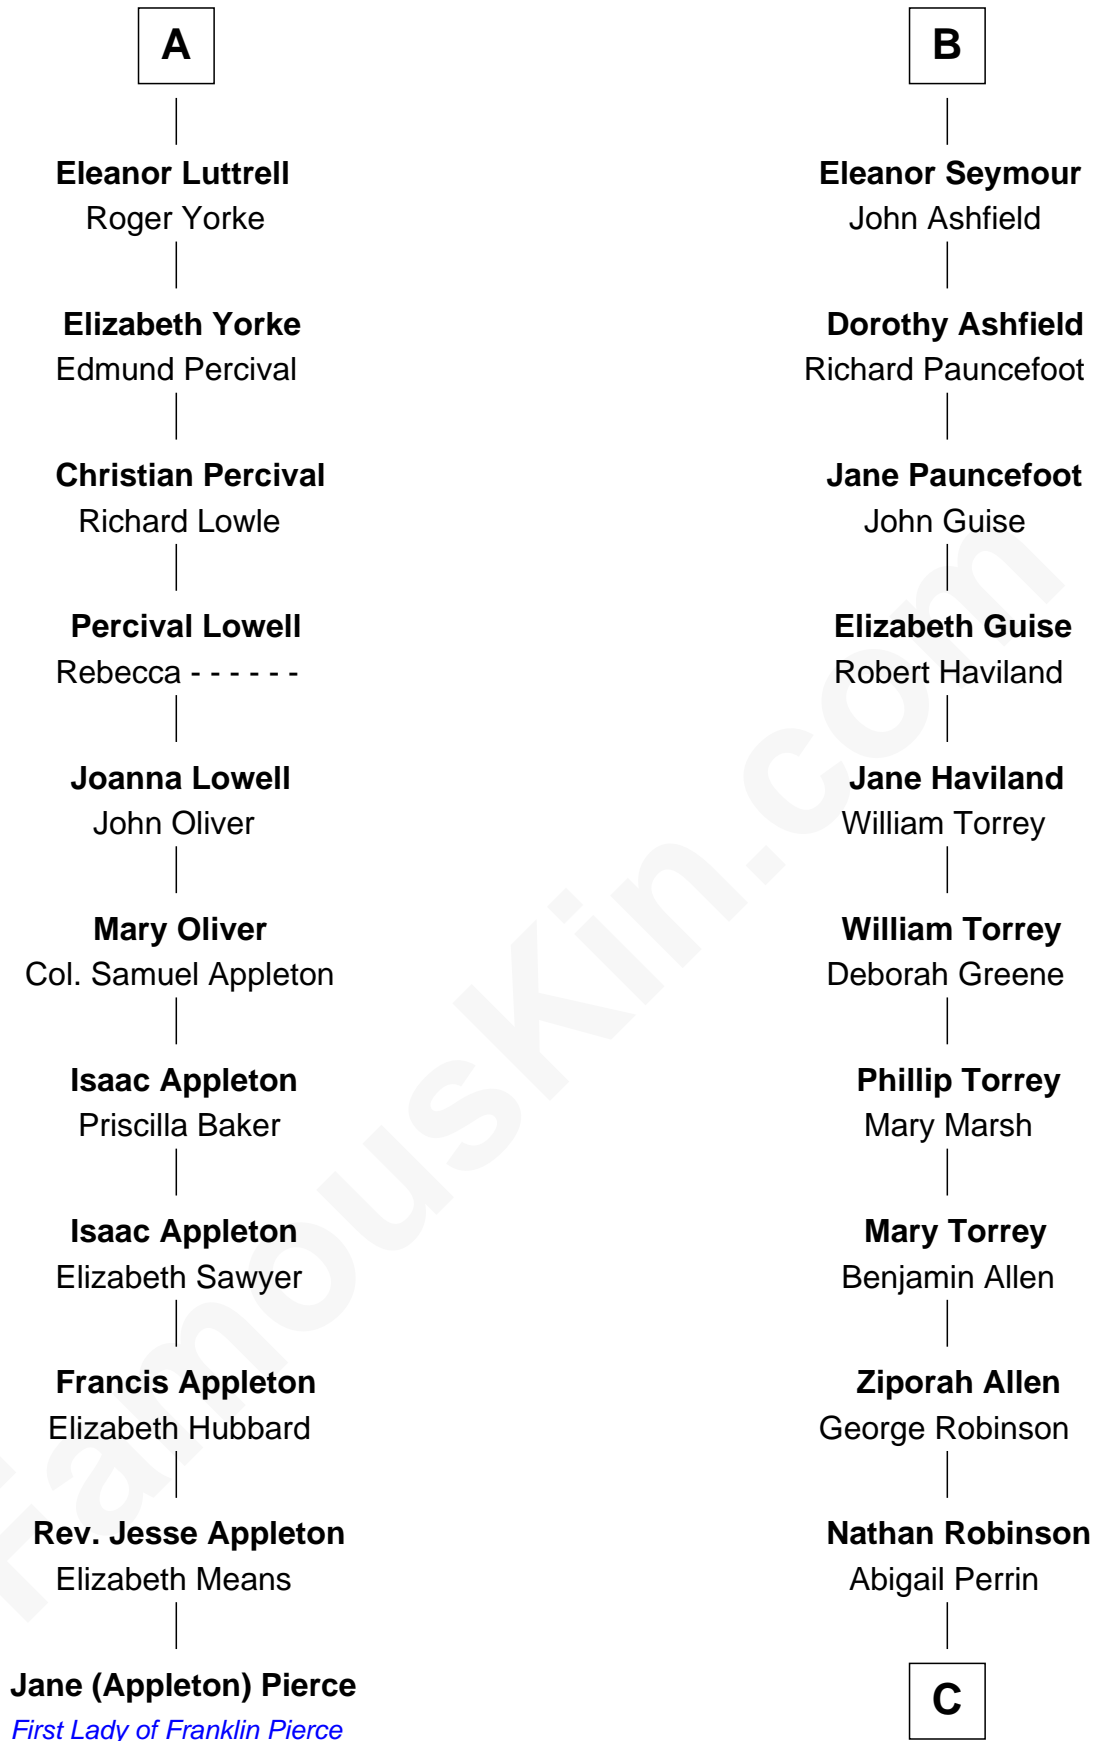 A
Eleanor Luttrell
Roger Yorke
Elizabeth Yorke
Edmund Percival
Christian Percival
Richard Lowle
Percival Lowell
Rebecca - - - - - -
Joanna Lowell
John Oliver
Mary Oliver
Col. Samuel Appleton
Isaac Appleton
Priscilla Baker
Isaac Appleton
Elizabeth Sawyer
Francis Appleton
Elizabeth Hubbard
Rev. Jesse Appleton
Elizabeth Means
Jane (Appleton) Pierce
First Lady of Franklin Pierce
B
Eleanor Seymour
John Ashfield
Dorothy Ashfield
Richard Pauncefoot
Jane Pauncefoot
John Guise
Elizabeth Guise
Robert Haviland
Jane Haviland
William Torrey
William Torrey
Deborah Greene
Phillip Torrey
Mary Marsh
Mary Torrey
Benjamin Allen
Ziporah Allen
George Robinson
Nathan Robinson
Abigail Perrin
C
FamousKin.com